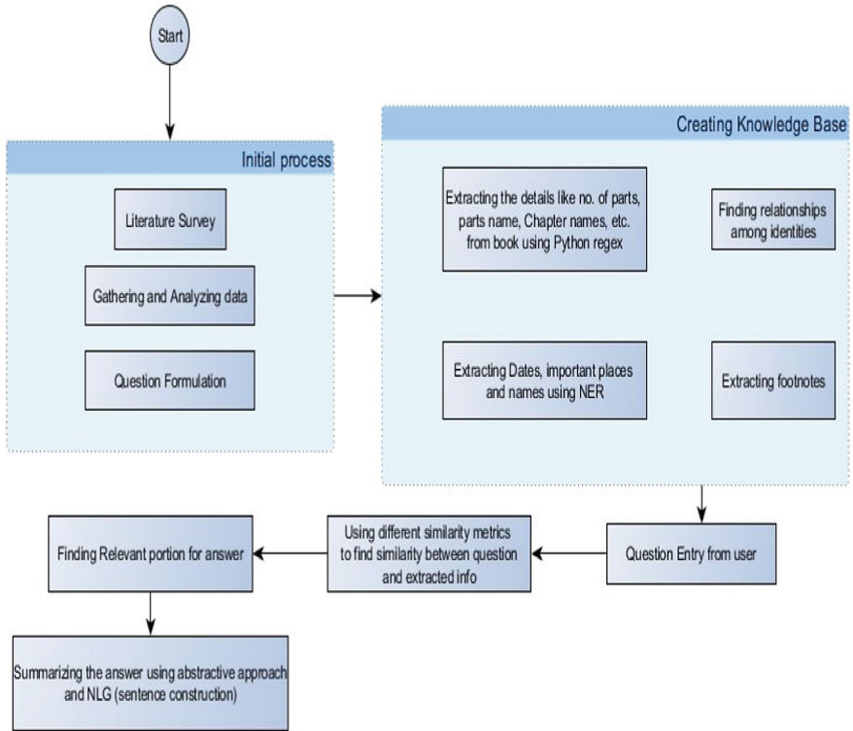 Start
Initial process
Literature Survey
Gathering and Analyzing data
Question Formulation
Creating Knowledge Base
Extracting the details like no. of parts,
parts name, Chapter names, etc.
from book using Python regex
Finding relationships
among identities
Extracting Dates, important places
and names using NER
Extracting footnotes
Question Entry from user
Using different similarity metrics
to find similarity between question
and extracted info
Finding Relevant portion for answer
Summarizing the answer using abstractive approach
and NLG (sentence construction)